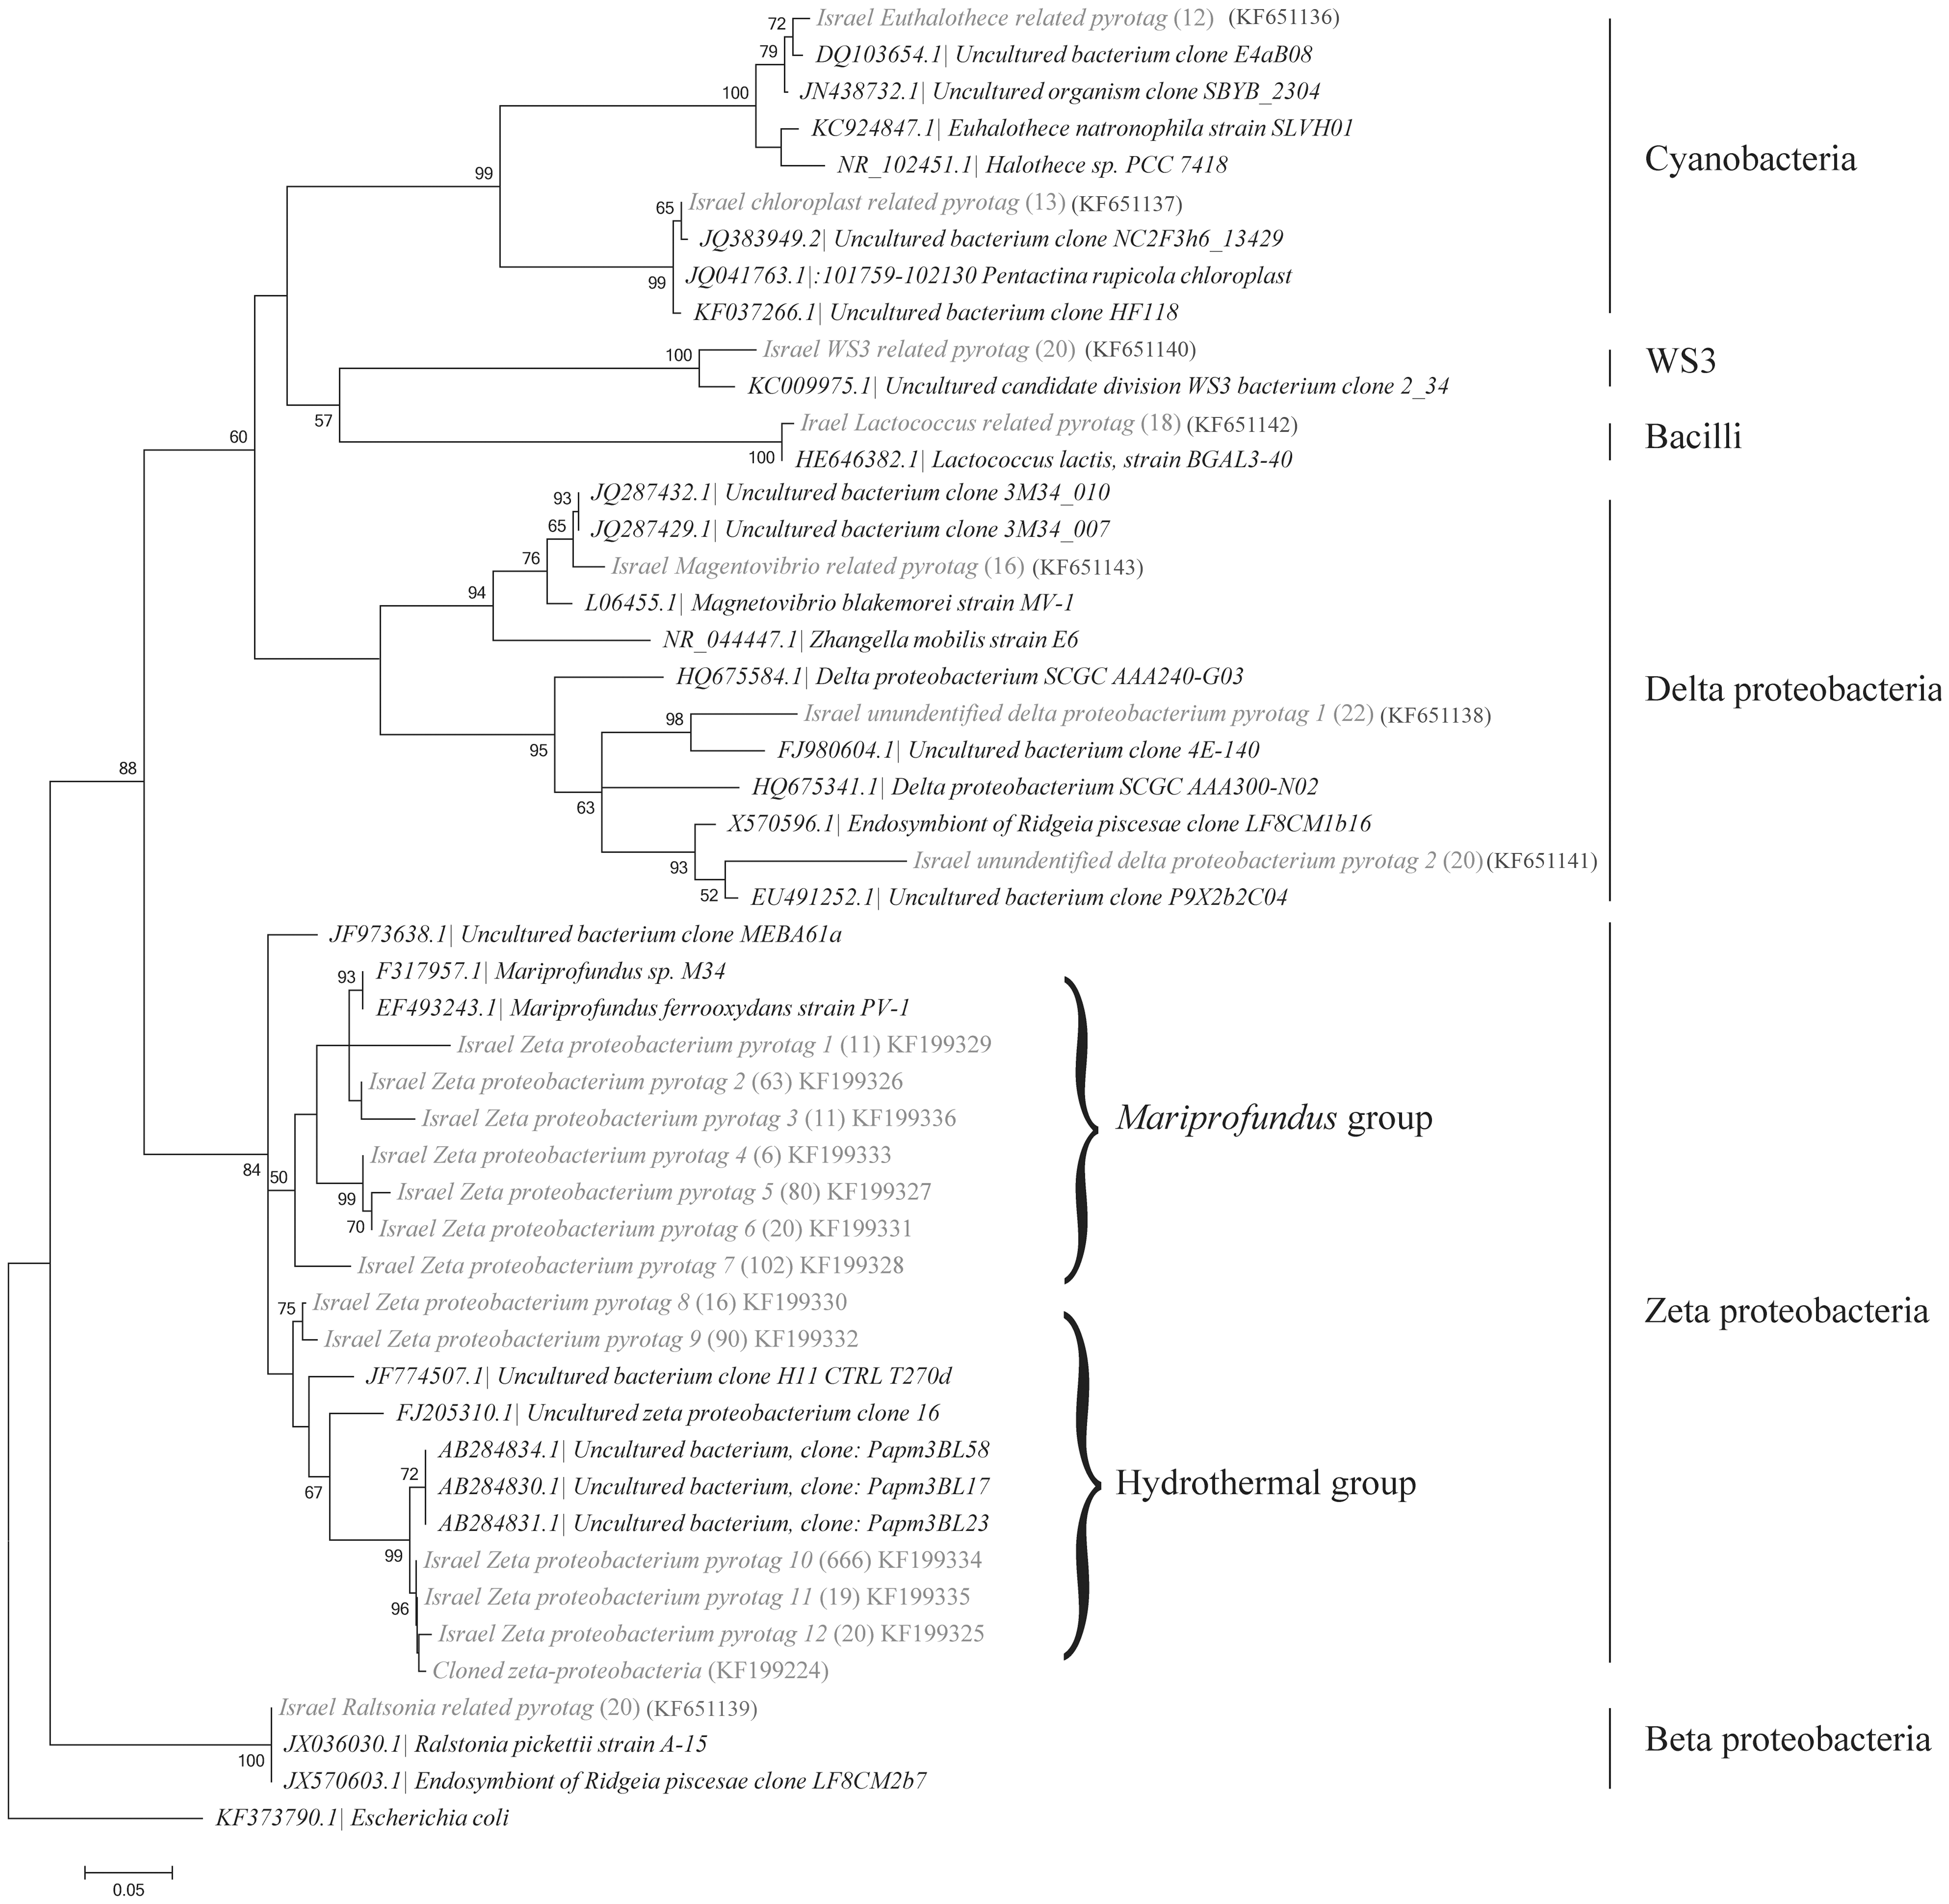 72
Israel Euthalothece related pyrotag (12) (KF651136)
79
DQ103654.1| Uncultured bacterium clone E4aB08
100
JN438732.1| Uncultured organism clone SBYB_2304
KC924847.1| Euhalothece natronophila strain SLVH01
Cyanobacteria
NR_102451.1| Halothece sp. PCC 7418
99
65
Israel chloroplast related pyrotag (13) (KF651137)
JQ383949.2| Uncultured bacterium clone NC2F3h6_13429
99
JQ041763.1|:101759-102130 Pentactina rupicola chloroplast
KF037266.1| Uncultured bacterium clone HF118
100
Israel WS3 related pyrotag (20) (KF651140)
WS3
KC009975.1| Uncultured candidate division WS3 bacterium clone 2_34
57
Irael Lactococcus related pyrotag (18) (KF651142)
Bacilli
60
100
HE646382.1| Lactococcus lactis, strain BGAL3-40
93
JQ287432.1| Uncultured bacterium clone 3M34_010
65
JQ287429.1| Uncultured bacterium clone 3M34_007
76
Israel Magentovibrio related pyrotag (16) (KF651143)
94
L06455.1| Magnetovibrio blakemorei strain MV-1
NR_044447.1| Zhangella mobilis strain E6
HQ675584.1| Delta proteobacterium SCGC AAA240-G03
Delta proteobacteria
98
Israel unundentified delta proteobacterium pyrotag 1 (22) (KF651138)
95
FJ980604.1| Uncultured bacterium clone 4E-140
88
HQ675341.1| Delta proteobacterium SCGC AAA300-N02
63
X570596.1| Endosymbiont of Ridgeia piscesae clone LF8CM1b16
93
Israel unundentified delta proteobacterium pyrotag 2 (20) (KF651141)
52
EU491252.1| Uncultured bacterium clone P9X2b2C04
JF973638.1| Uncultured bacterium clone MEBA61a
93
F317957.1| Mariprofundus sp. M34
EF493243.1| Mariprofundus ferrooxydans strain PV-1
Israel Zeta proteobacterium pyrotag 1 (11) KF199329
Israel Zeta proteobacterium pyrotag 2 (63) KF199326
Israel Zeta proteobacterium pyrotag 3 (11) KF199336
Mariprofundus group
84
50
Israel Zeta proteobacterium pyrotag 4 (6) KF199333
99
Israel Zeta proteobacterium pyrotag 5 (80) KF199327
70
Israel Zeta proteobacterium pyrotag 6 (20) KF199331
Israel Zeta proteobacterium pyrotag 7 (102) KF199328
75
Israel Zeta proteobacterium pyrotag 8 (16) KF199330
Zeta proteobacteria
Israel Zeta proteobacterium pyrotag 9 (90) KF199332
JF774507.1| Uncultured bacterium clone H11 CTRL T270d
FJ205310.1| Uncultured zeta proteobacterium clone 16
AB284834.1| Uncultured bacterium, clone: Papm3BL58
72
67
AB284830.1| Uncultured bacterium, clone: Papm3BL17
Hydrothermal group
AB284831.1| Uncultured bacterium, clone: Papm3BL23
99
Israel Zeta proteobacterium pyrotag 10 (666) KF199334
Israel Zeta proteobacterium pyrotag 11 (19) KF199335
96
Israel Zeta proteobacterium pyrotag 12 (20) KF199325
Cloned zeta-proteobacteria (KF199224)
Israel Raltsonia related pyrotag (20) (KF651139)
100
JX036030.1| Ralstonia pickettii strain A-15
Beta proteobacteria
JX570603.1| Endosymbiont of Ridgeia piscesae clone LF8CM2b7
KF373790.1| Escherichia coli
0.05